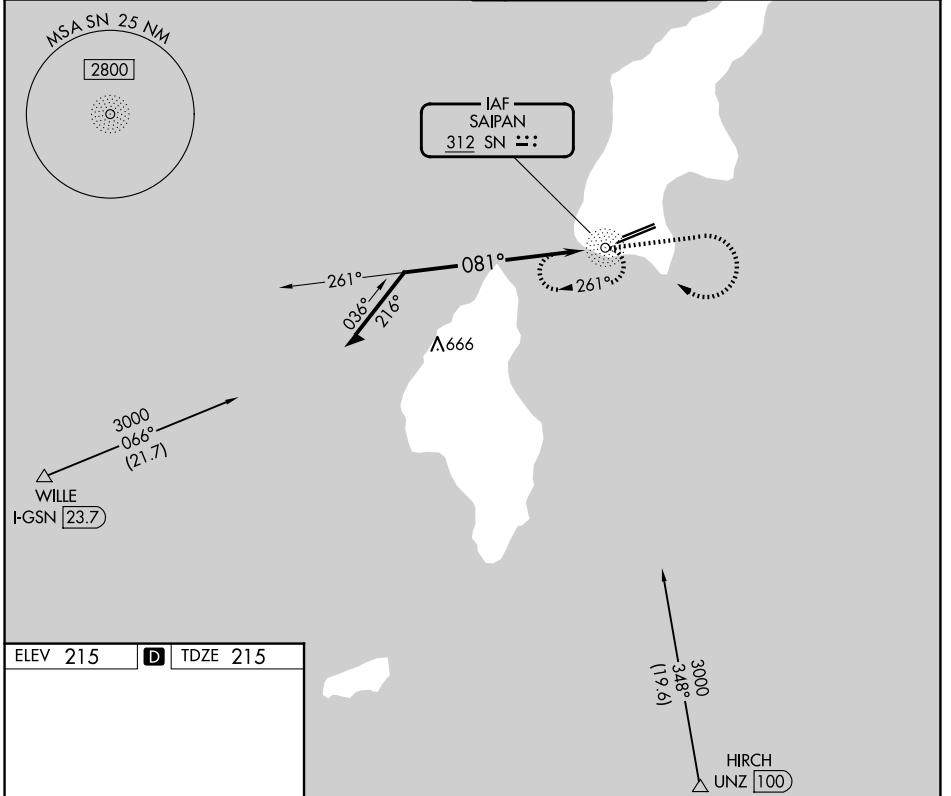 MSA SN 25 NM
2800
IAF
SAIPAN
312 SN
261°
081°
261°
036°
216°
666
3000
066°
(21.7)
WILLE
I-GSN 23.7
ELEV 215 D TDZE 215
3000
348°
(19.6)
HIRCH
UNZ 100